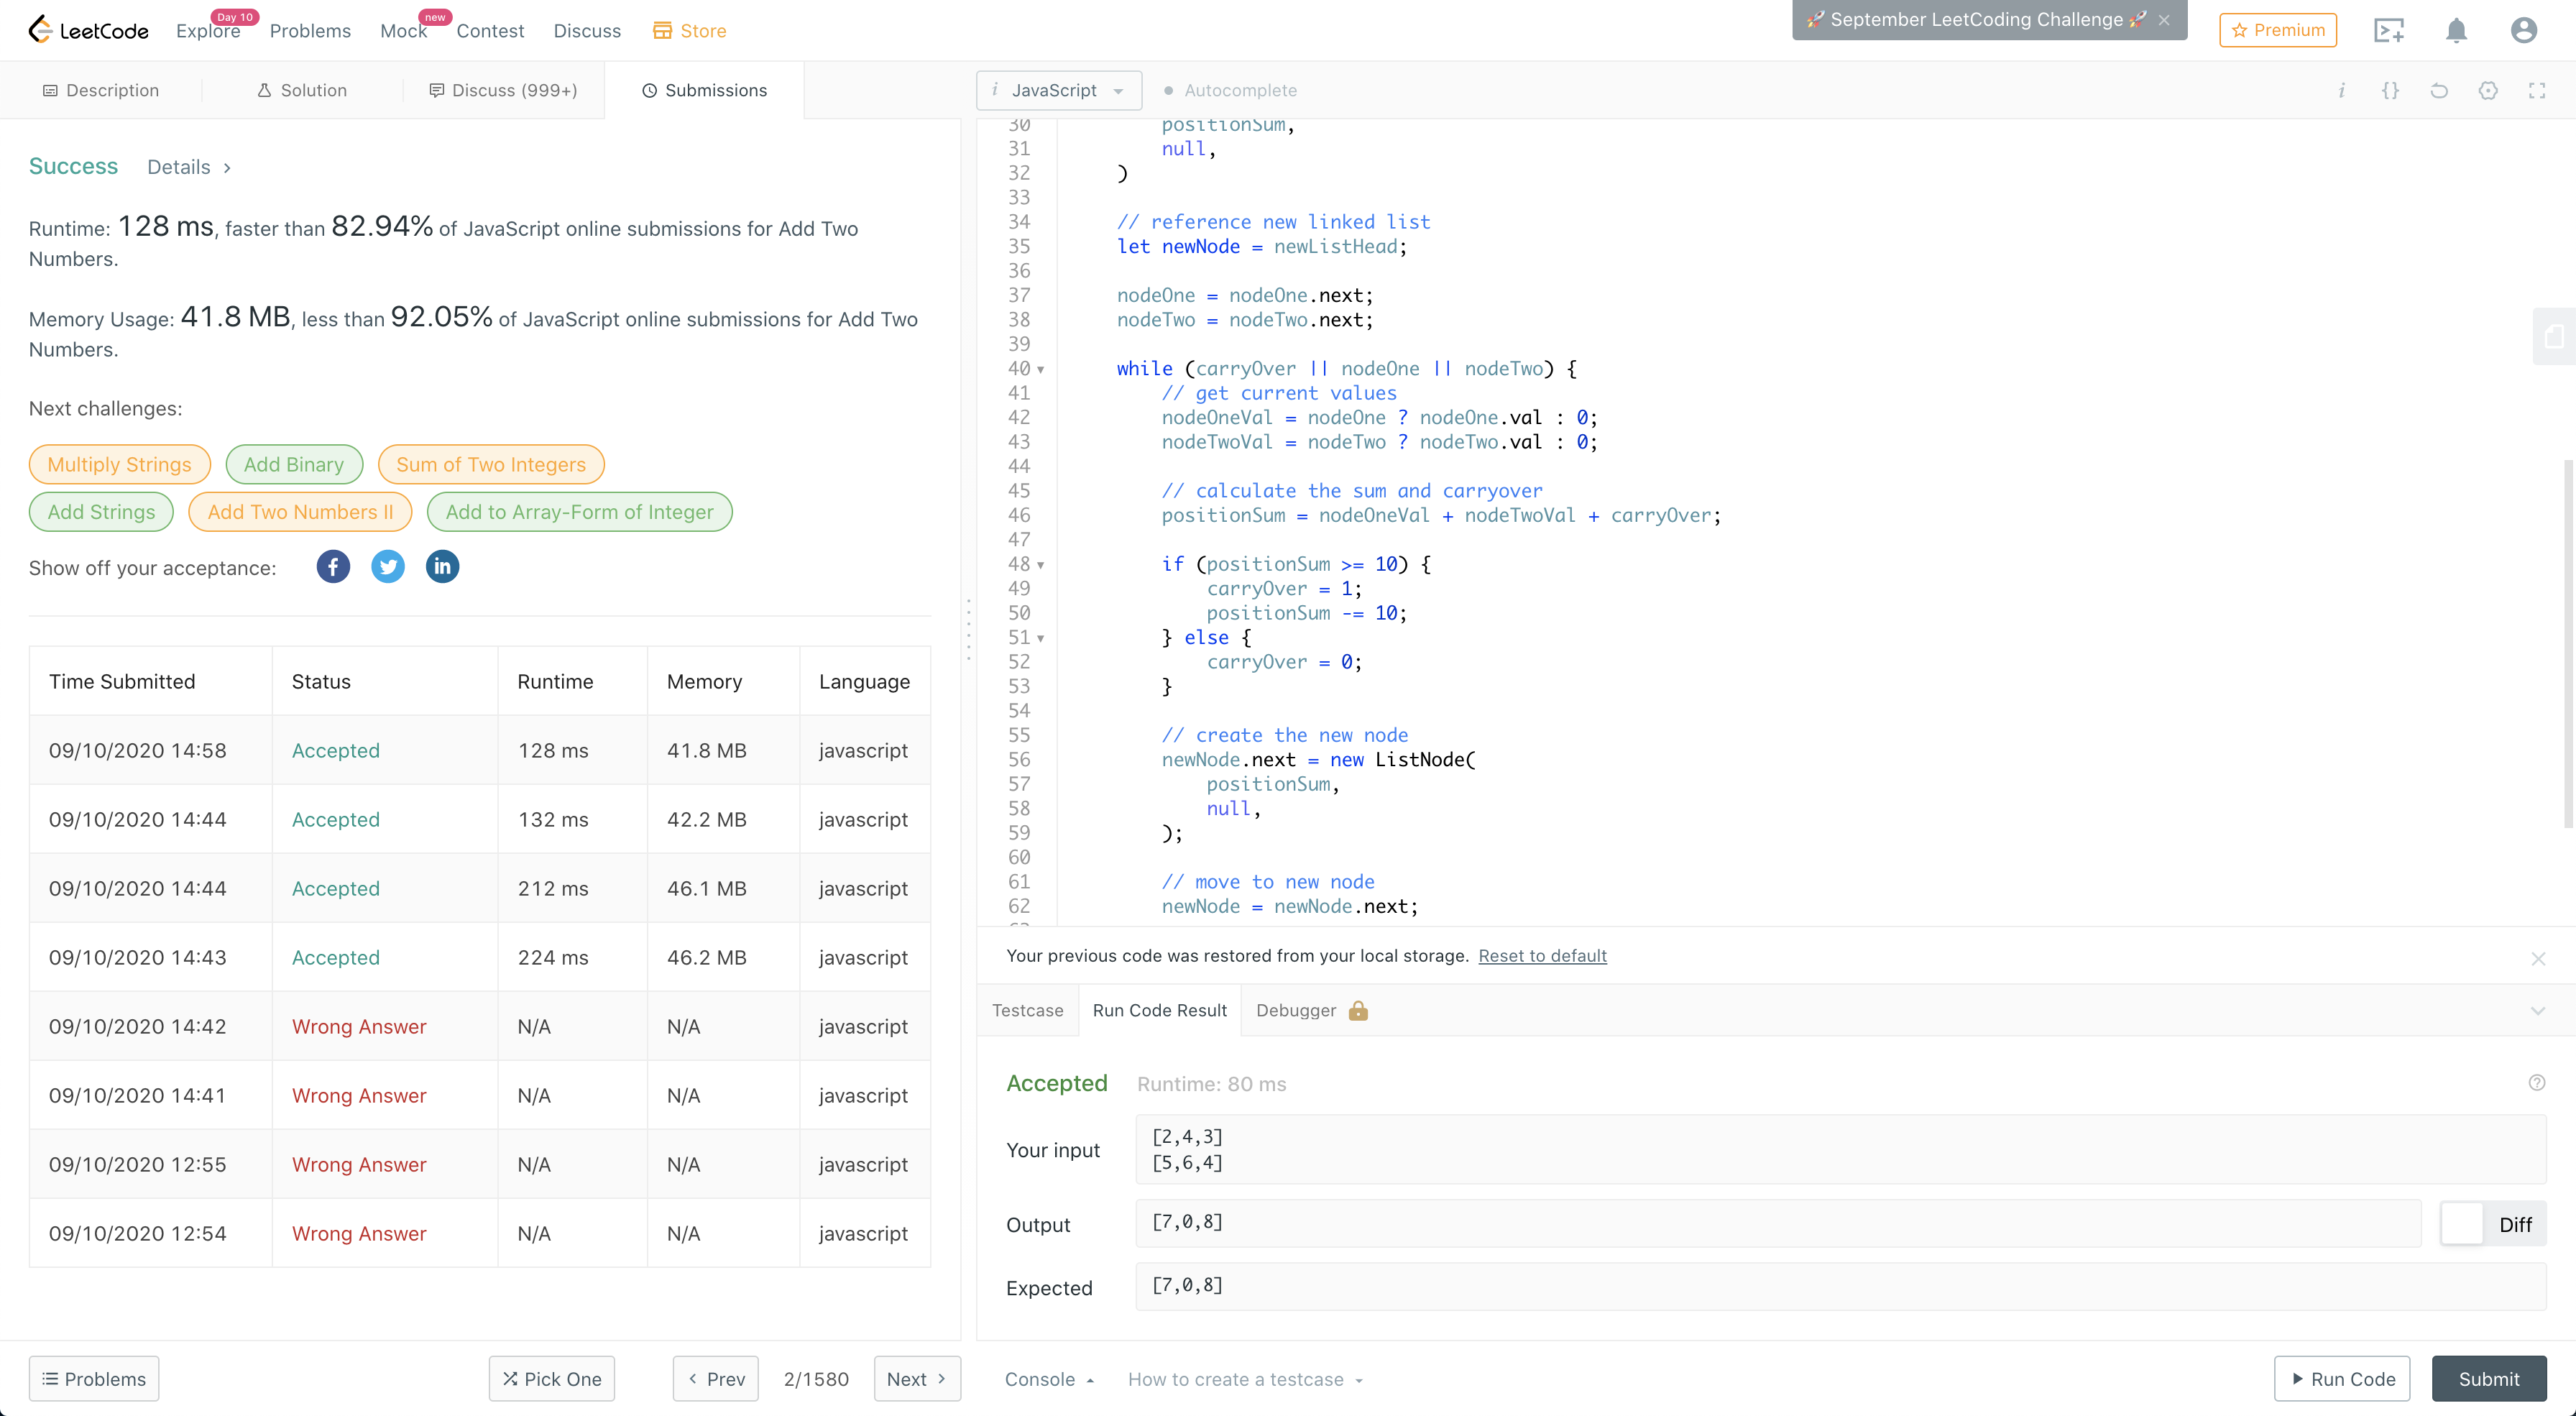 LeetCode
Explore
Day 10
Problems
Mock
new
Contest
Discuss
Store
🚀 September LeetCoding Challenge 🚀 ×
Premium
Description
Solution
Discuss (999+)
Submissions
i JavaScript
Autocomplete
Success Details >
Runtime: 128 ms, faster than 82.94% of JavaScript online submissions for Add Two
Numbers.
Memory Usage: 41.8 MB, less than 92.05% of JavaScript online submissions for Add Two
Numbers.
Next challenges:
Multiply Strings Add Binary Sum of Two Integers
Add Strings Add Two Numbers II Add to Array-Form of Integer
Show off your acceptance:
Time Submitted Status Runtime Memory Language
09/10/2020 14:58 Accepted 128 ms 41.8 MB javascript
09/10/2020 14:44 Accepted 132 ms 42.2 MB javascript
09/10/2020 14:44 Accepted 212 ms 46.1 MB javascript
09/10/2020 14:43 Accepted 224 ms 46.2 MB javascript
09/10/2020 14:42 Wrong Answer N/A N/A javascript
09/10/2020 14:41 Wrong Answer N/A N/A javascript
09/10/2020 12:55 Wrong Answer N/A N/A javascript
09/10/2020 12:54 Wrong Answer N/A N/A javascript
Problems
Pick One
< Prev
2/1580
Next >
30 positionSum,
31 null,
32 )
33
34 // reference new linked list
35 let newNode = newListHead;
36
37 nodeOne = nodeOne.next;
38 nodeTwo = nodeTwo.next;
39
40 while (carryOver || nodeOne || nodeTwo) {
41 // get current values
42 nodeOneVal = nodeOne ? nodeOne.val : 0;
43 nodeTwoVal = nodeTwo ? nodeTwo.val : 0;
44
45 // calculate the sum and carryover
46 positionSum = nodeOneVal + nodeTwoVal + carryOver;
47
48 if (positionSum >= 10) {
49 carryOver = 1;
50 positionSum -= 10;
51 } else {
52 carryOver = 0;
53 }
54
55 // create the new node
56 newNode.next = new ListNode(
57 positionSum,
58 null,
59 );
60
61 // move to new node
62 newNode = newNode.next;
Your previous code was restored from your local storage. Reset to default
Testcase
Run Code Result
Debugger
Accepted Runtime: 80 ms
Your input
[2,4,3]
[5,6,4]
Output
[7,0,8]
Diff
Expected
[7,0,8]
Console
How to create a testcase
Run Code
Submit